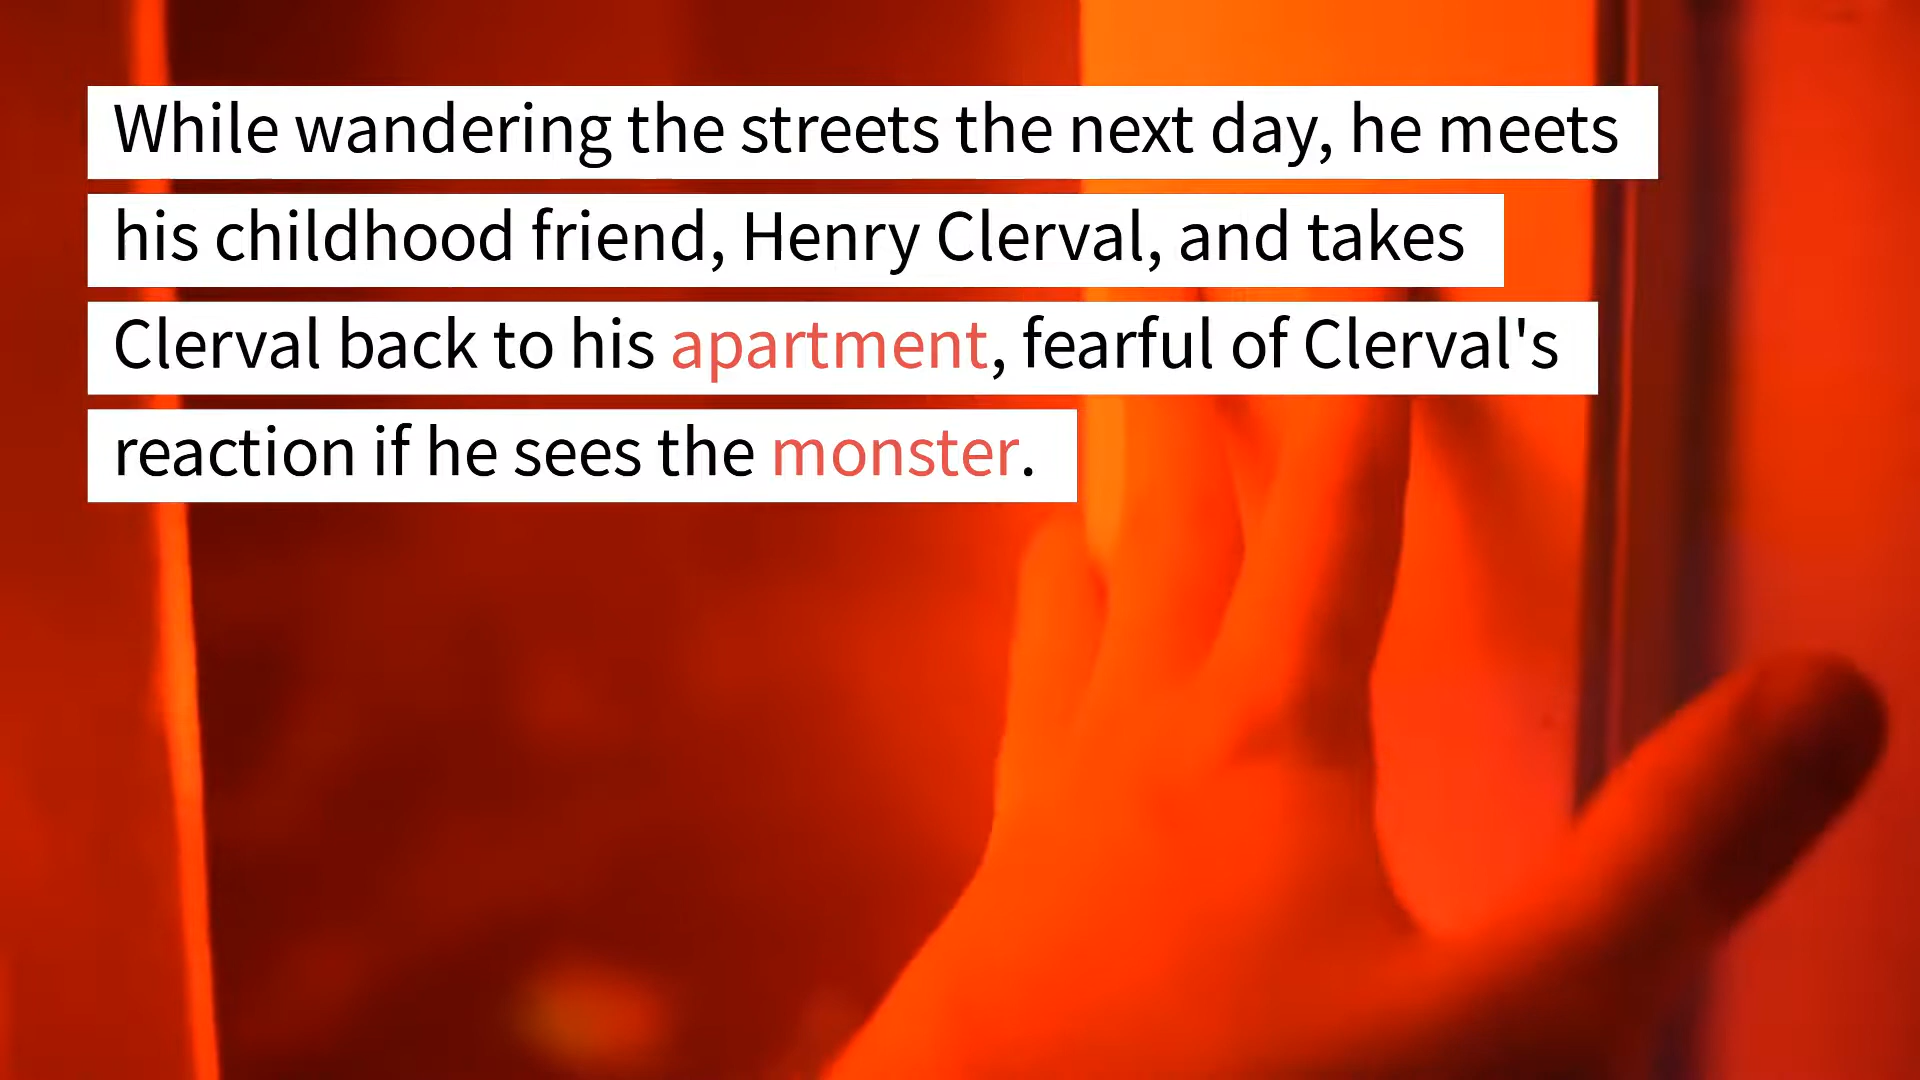 While wandering the streets the next day, he meets
his childhood friend, Henry Clerval, and takes
Clerval back to his apartment, fearful of Clerval's
reaction if he sees the monster.